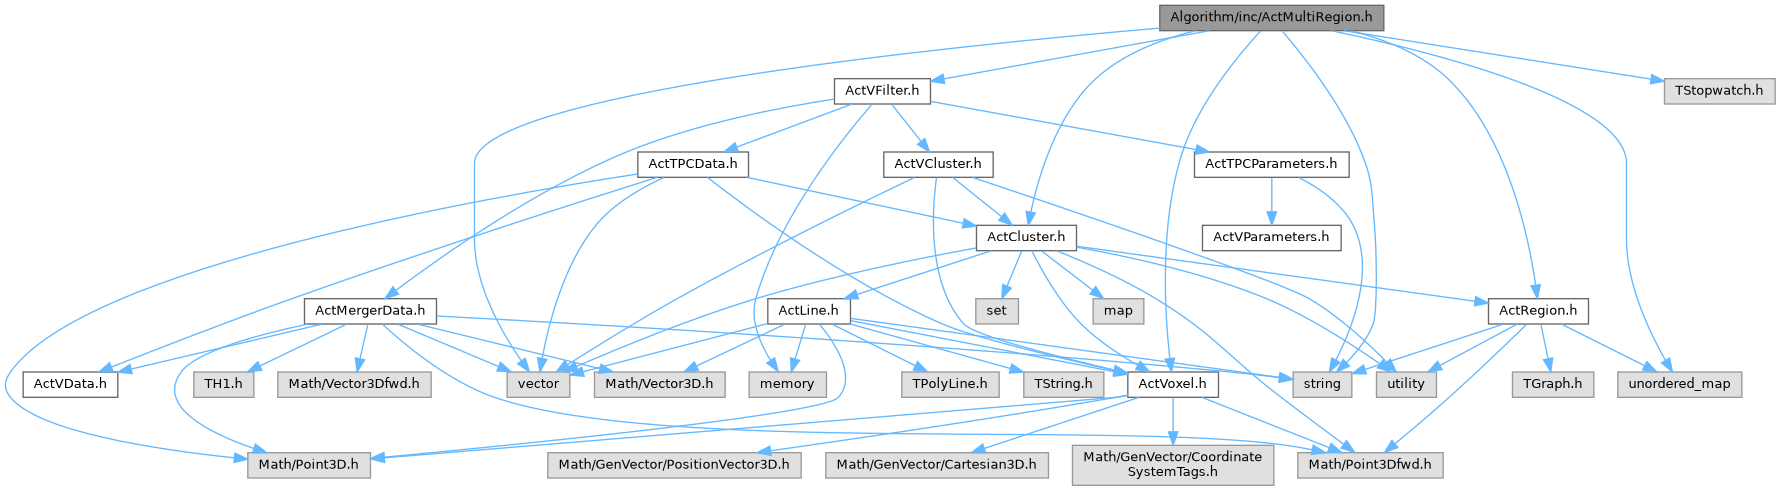 Algorithm/inc/ActMultiRegion.h
ActVFilter.h
TStopwatch.h
ActTPCData.h
ActVCluster.h
ActTPCParameters.h
ActCluster.h
ActVParameters.h
ActMergerData.h
set
ActLine.h
map
ActRegion.h
ActVData.h
TH1.h
Math/Vector3Dfwd.h
vector
Math/Vector3D.h
memory
TPolyLine.h
TString.h
ActVoxel.h
string
utility
TGraph.h
unordered_map
Math/Point3D.h
Math/GenVector/PositionVector3D.h
Math/GenVector/Cartesian3D.h
Math/GenVector/Coordinate
SystemTags.h
Math/Point3Dfwd.h